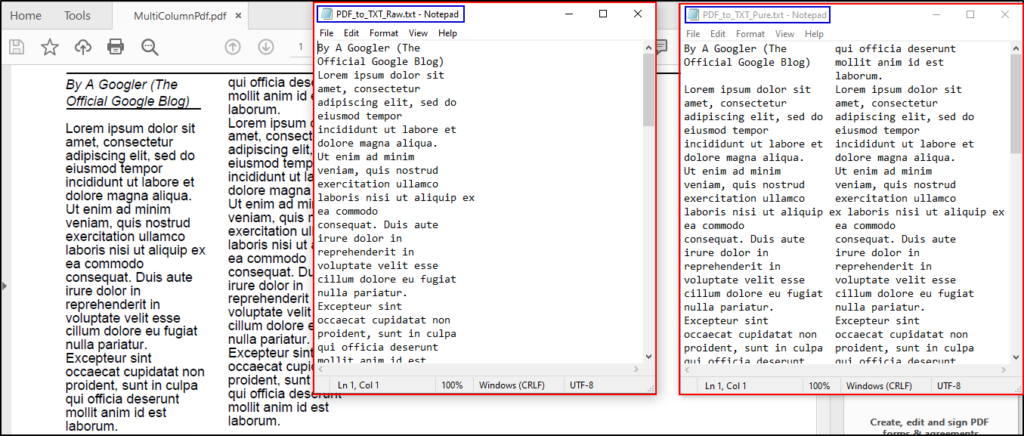 Home
Tools
MultiColumnPdf.pdf
×
1
By A Googler (The
Official Google Blog)
Lorem ipsum dolor sit
amet, consectetur
adipiscing elit, sed do
eiusmod tempor
incididunt ut labore et
dolore magna aliqua.
Ut enim ad minim
veniam, quis nostrud
exercitation ullamco
laboris nisi ut aliquip ex
ea commodo
consequat. Duis aute
irure dolor in
reprehenderit in
voluptate velit esse
cillum dolore eu fugiat
nulla pariatur.
Excepteur sint
occaecat cupidatat non
proident, sunt in culpa
qui officia deserunt
mollit anim id est
laborum.
qui officia des
mollit anim id e
laborum.
Lorem ipsum d
amet, consect
adipiscing elit,
eiusmod temp
incididunt ut la
dolore magna
Ut enim ad mi
veniam, quis n
exercitation ull
laboris nisi ut a
ea commodo
consequat. Du
irure dolor in
reprehenderit i
voluptate velit
cillum dolore e
nulla pariatur.
Excepteur sint
occaecat cupid
proident, sunt
qui officia dese
mollit anim id est
laborum.
PDF_to_TXT_Raw.txt - Notepad
File Edit Format View Help
By A Googler (The
Official Google Blog)
Lorem ipsum dolor sit
amet, consectetur
adipiscing elit, sed do
eiusmod tempor
incididunt ut labore et
dolore magna aliqua.
Ut enim ad minim
veniam, quis nostrud
exercitation ullamco
laboris nisi ut aliquip ex
ea commodo
consequat. Duis aute
irure dolor in
reprehenderit in
voluptate velit esse
cillum dolore eu fugiat
nulla pariatur.
Excepteur sint
occaecat cupidatat non
proident, sunt in culpa
qui officia deserunt
mollit anim id est
Ln 1, Col 1 100% Windows (CRLF) UTF-8
PDF_to_TXT_Pure.txt - Notepad
File Edit Format View Help
By A Googler (The qui officia deserunt
Official Google Blog) mollit anim id est
laborum.
Lorem ipsum dolor sit Lorem ipsum dolor sit
amet, consectetur amet, consectetur
adipiscing elit, sed do adipiscing elit, sed do
eiusmod tempor eiusmod tempor
incididunt ut labore et incididunt ut labore et
dolore magna aliqua. dolore magna aliqua.
Ut enim ad minim Ut enim ad minim
veniam, quis nostrud veniam, quis nostrud
exercitation ullamco exercitation ullamco
laboris nisi ut aliquip ex laboris nisi ut aliquip ex
ea commodo ea commodo
consequat. Duis aute consequat. Duis aute
irure dolor in irure dolor in
reprehenderit in reprehenderit in
voluptate velit esse voluptate velit esse
cillum dolore eu fugiat cillum dolore eu fugiat
nulla pariatur. nulla pariatur.
Excepteur sint Excepteur sint
occaecat cupidatat non occaecat cupidatat non
proident, sunt in culpa proident, sunt in culpa
qui officia deserunt qui officia deserunt
Ln 1, Col 1 100% Windows (CRLF) UTF-8
Create, edit and sign PDF
forms & agreements